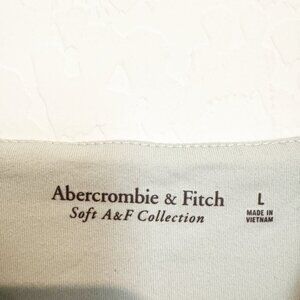 Abercrombie & Fitch
Soft A&F Collection
L
MADE IN
VIETNAM